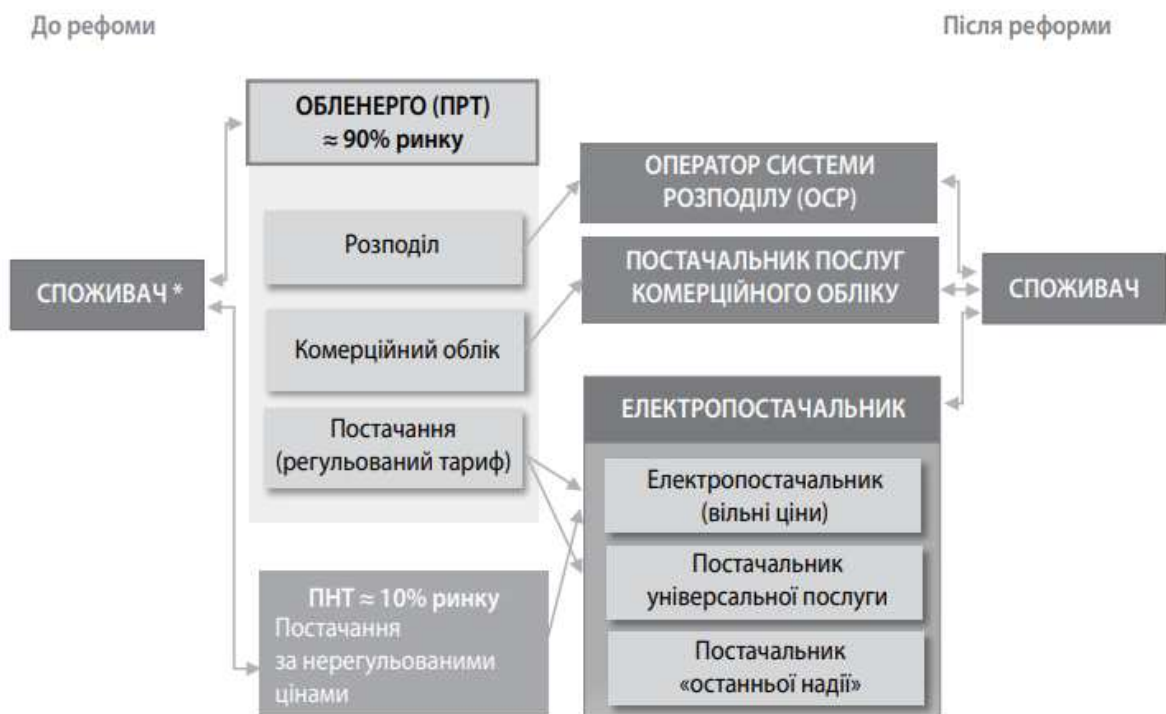 До рефоми
Після реформи
ОБЛЕНЕРГО (ПРТ)
≈ 90% ринку
Розподіл
Комерційний облік
Постачання
(регульований тариф)
СПОЖИВАЧ *
ПНТ ≈ 10% ринку
Постачання
за нерегульованими
цінами
ОПЕРАТОР СИСТЕМИ
РОЗПОДІЛУ (ОСР)
ПОСТАЧАЛЬНИК ПОСЛУГ
КОМЕРЦІЙНОГО ОБЛІКУ
ЕЛЕКТРОПОСТАЧАЛЬНИК
Електропостачальник
(вільні ціни)
Постачальник
універсальної послуги
Постачальник
«останньої надії»
СПОЖИВАЧ